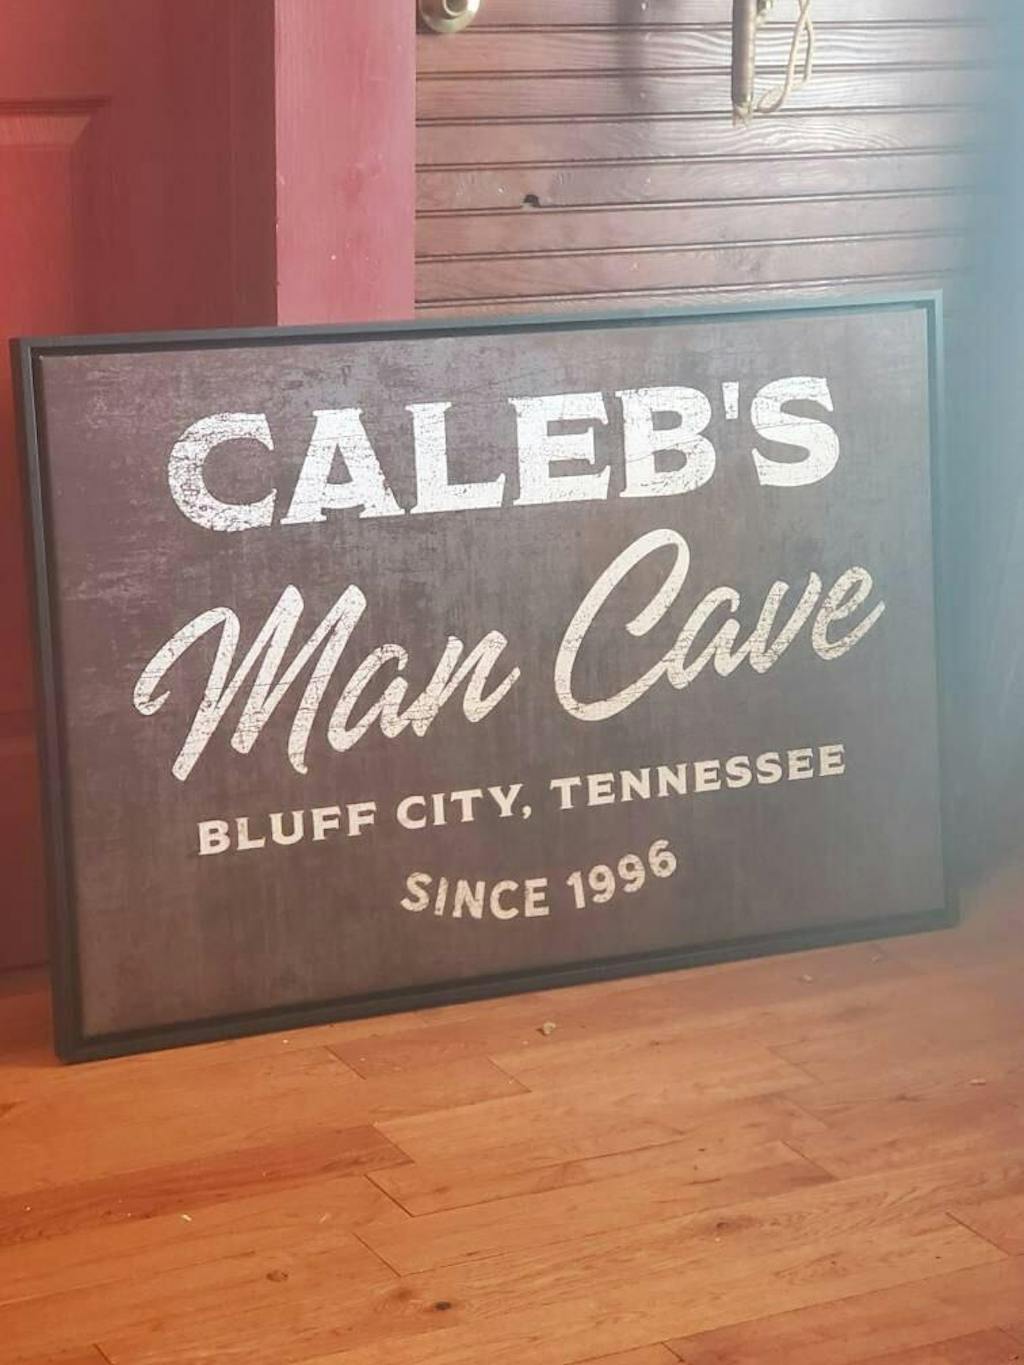 CALEB'S
Man Cave
BLUFF CITY, TENNESSEE
SINCE 1996